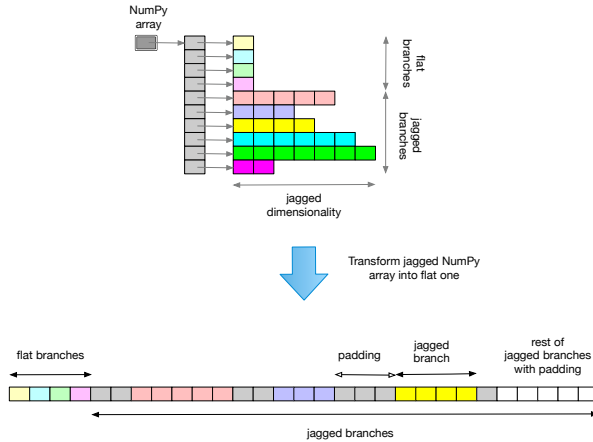 NumPy
array
flat
branches
jagged
branches
jagged
dimensionality
Transform jagged NumPy
array into flat one
flat branches
padding
jagged
branch
rest of
jagged branches
with padding
jagged branches